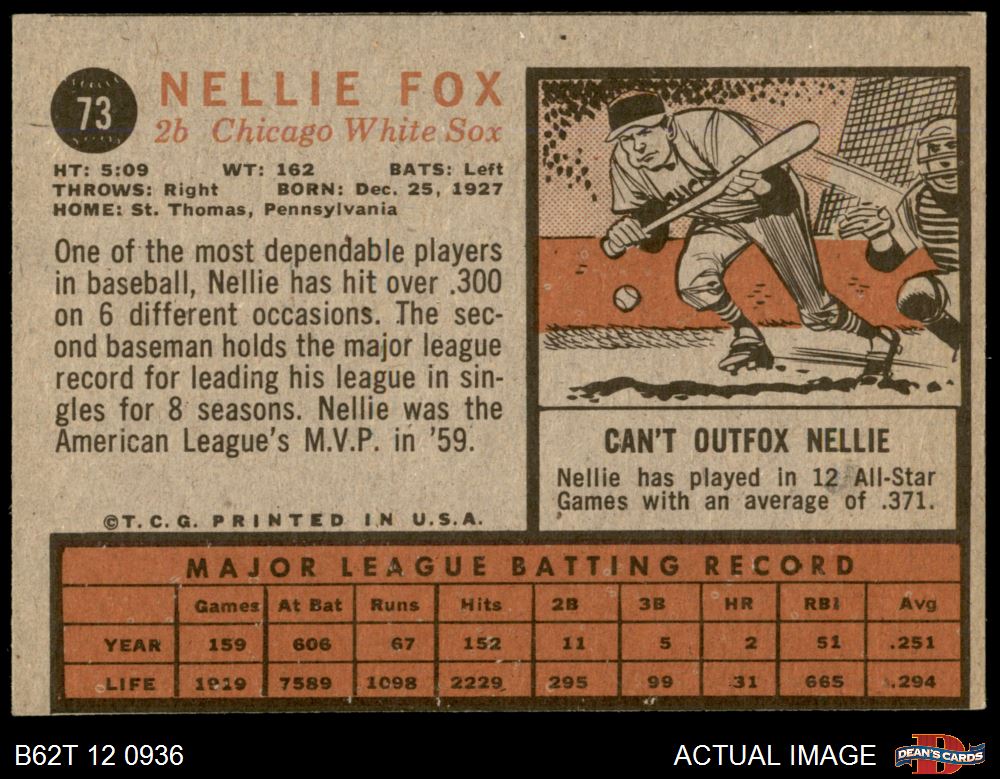 73
NELLIE FOX
2b Chicago White Sox
HT: 5:09 WT: 162 BATS: Left
THROWS: Right BORN: Dec. 25, 1927
HOME: St. Thomas, Pennsylvania
One of the most dependable players
in baseball, Nellie has hit over .300
on 6 different occasions. The sec-
ond baseman holds the major league
record for leading his league in sin-
gles for 8 seasons. Nellie was the
American League's M.V.P. in '59.
©T.C.G. PRINTED IN U.S.A.
CAN'T OUTFOX NELLIE
Nellie has played in 12 All-Star
Games with an average of .371.
MAJOR LEAGUE BATTING RECORD
Games At Bat Runs Hits 2B 3B HR RBI Avg
YEAR 159 606 67 152 11 5 2 51 .251
LIFE 1919 7589 1098 2229 295 99 31 665 .294
B62T 12 0936 ACTUAL IMAGE DEAN'S CARDS